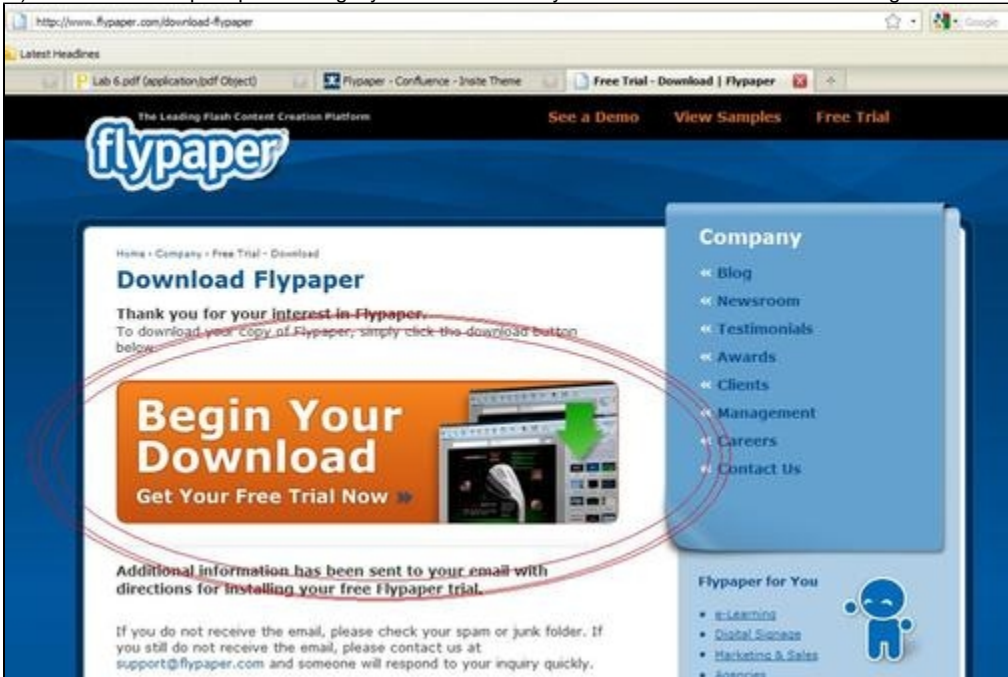 http://www.flypaper.com/download-flypaper
Google
Latest Headlines
Lab 6.pdf (application/pdf Object)
Flypaper - Confluence - Insite Theme
Free Trial - Download | Flypaper
The Leading Flash Content Creation Platform
See a Demo
View Samples
Free Trial
flypaper
Home › Company › Free Trial - Download
Download Flypaper
Thank you for your interest in Flypaper.
To download your copy of Flypaper, simply click the download button
below.
Begin Your
Download
Get Your Free Trial Now »
Additional information has been sent to your email with
directions for installing your free Flypaper trial.
If you do not receive the email, please check your spam or junk folder. If
you still do not receive the email, please contact us at
support@flypaper.com and someone will respond to your inquiry quickly.
Company
« Blog
« Newsroom
« Testimonials
« Awards
« Clients
« Management
« Careers
« Contact Us
Flypaper for You
• e-Learning
• Digital Signage
• Marketing & Sales
• Agencies